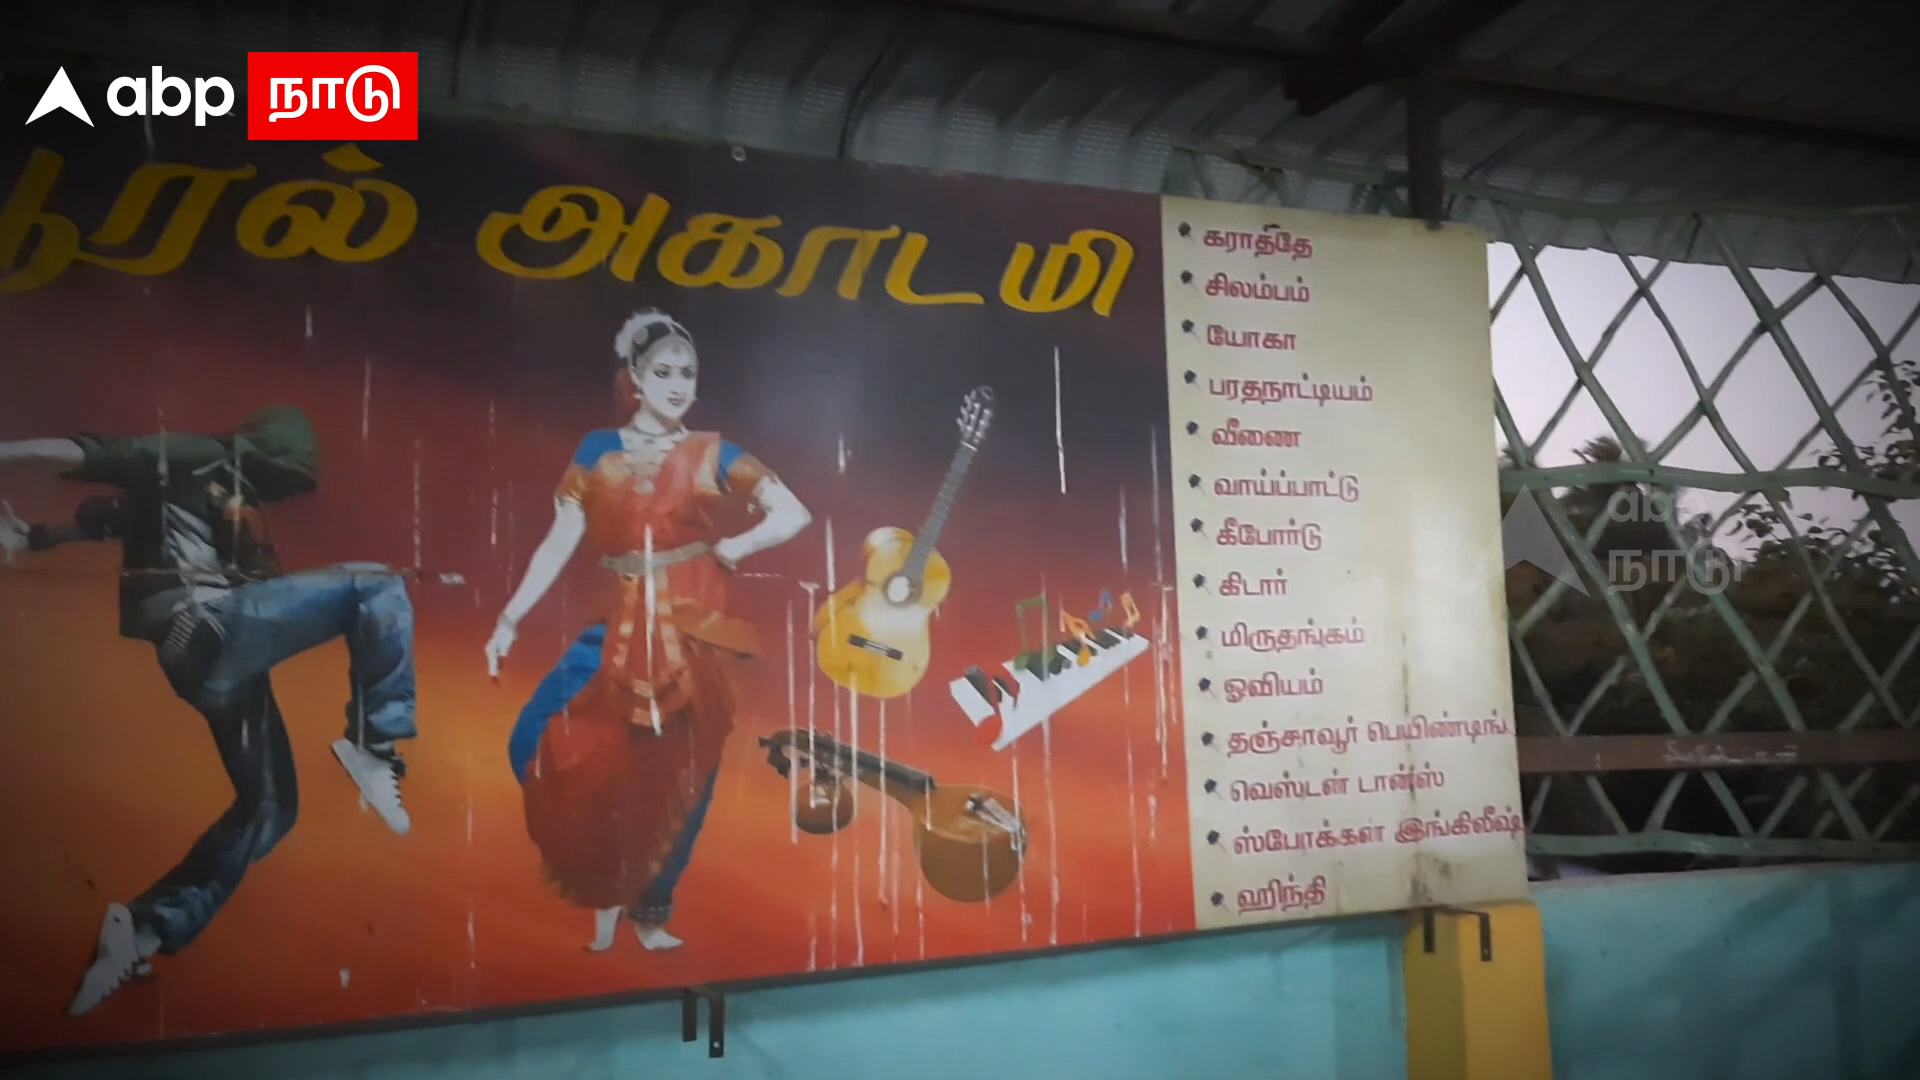 abp நாடு
அகாடமி
கராத்தே
சிலம்பம்
யோகா
பரதநாட்டியம்
வீணை
வாய்ப்பாட்டு
கீபோர்டு
கிடார்
மிருதங்கம்
ஓவியம்
தஞ்சாவூர் பெயிண்டிங்
வெஸ்டன் டான்ஸ்
ஸ்போக்கன் இங்கிலீஷ்
ஹிந்தி
abp
நாடு